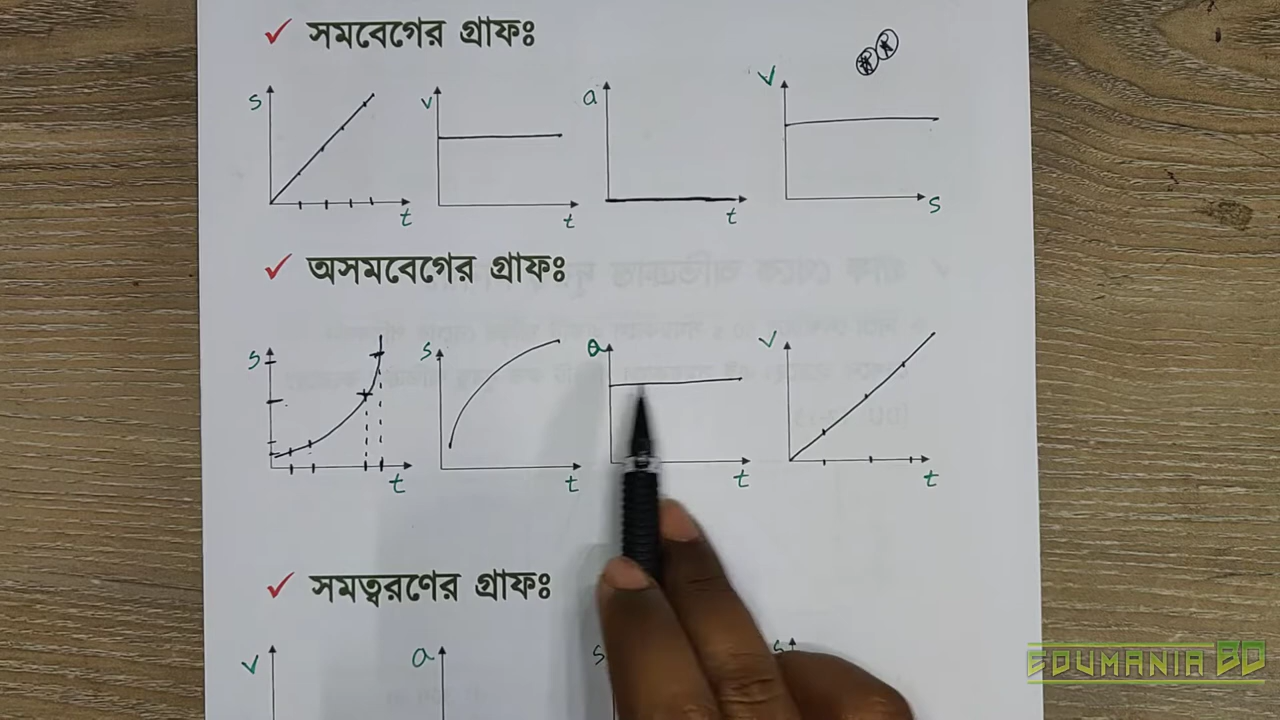 ✓ সমবেগের গ্রাফঃ
s t
v t
a t
v s
✓ অসমবেগের গ্রাফঃ
s t
s t
a t
v t
✓ সমত্বরণের গ্রাফঃ
v
a
s
s
EDUMANIA BD